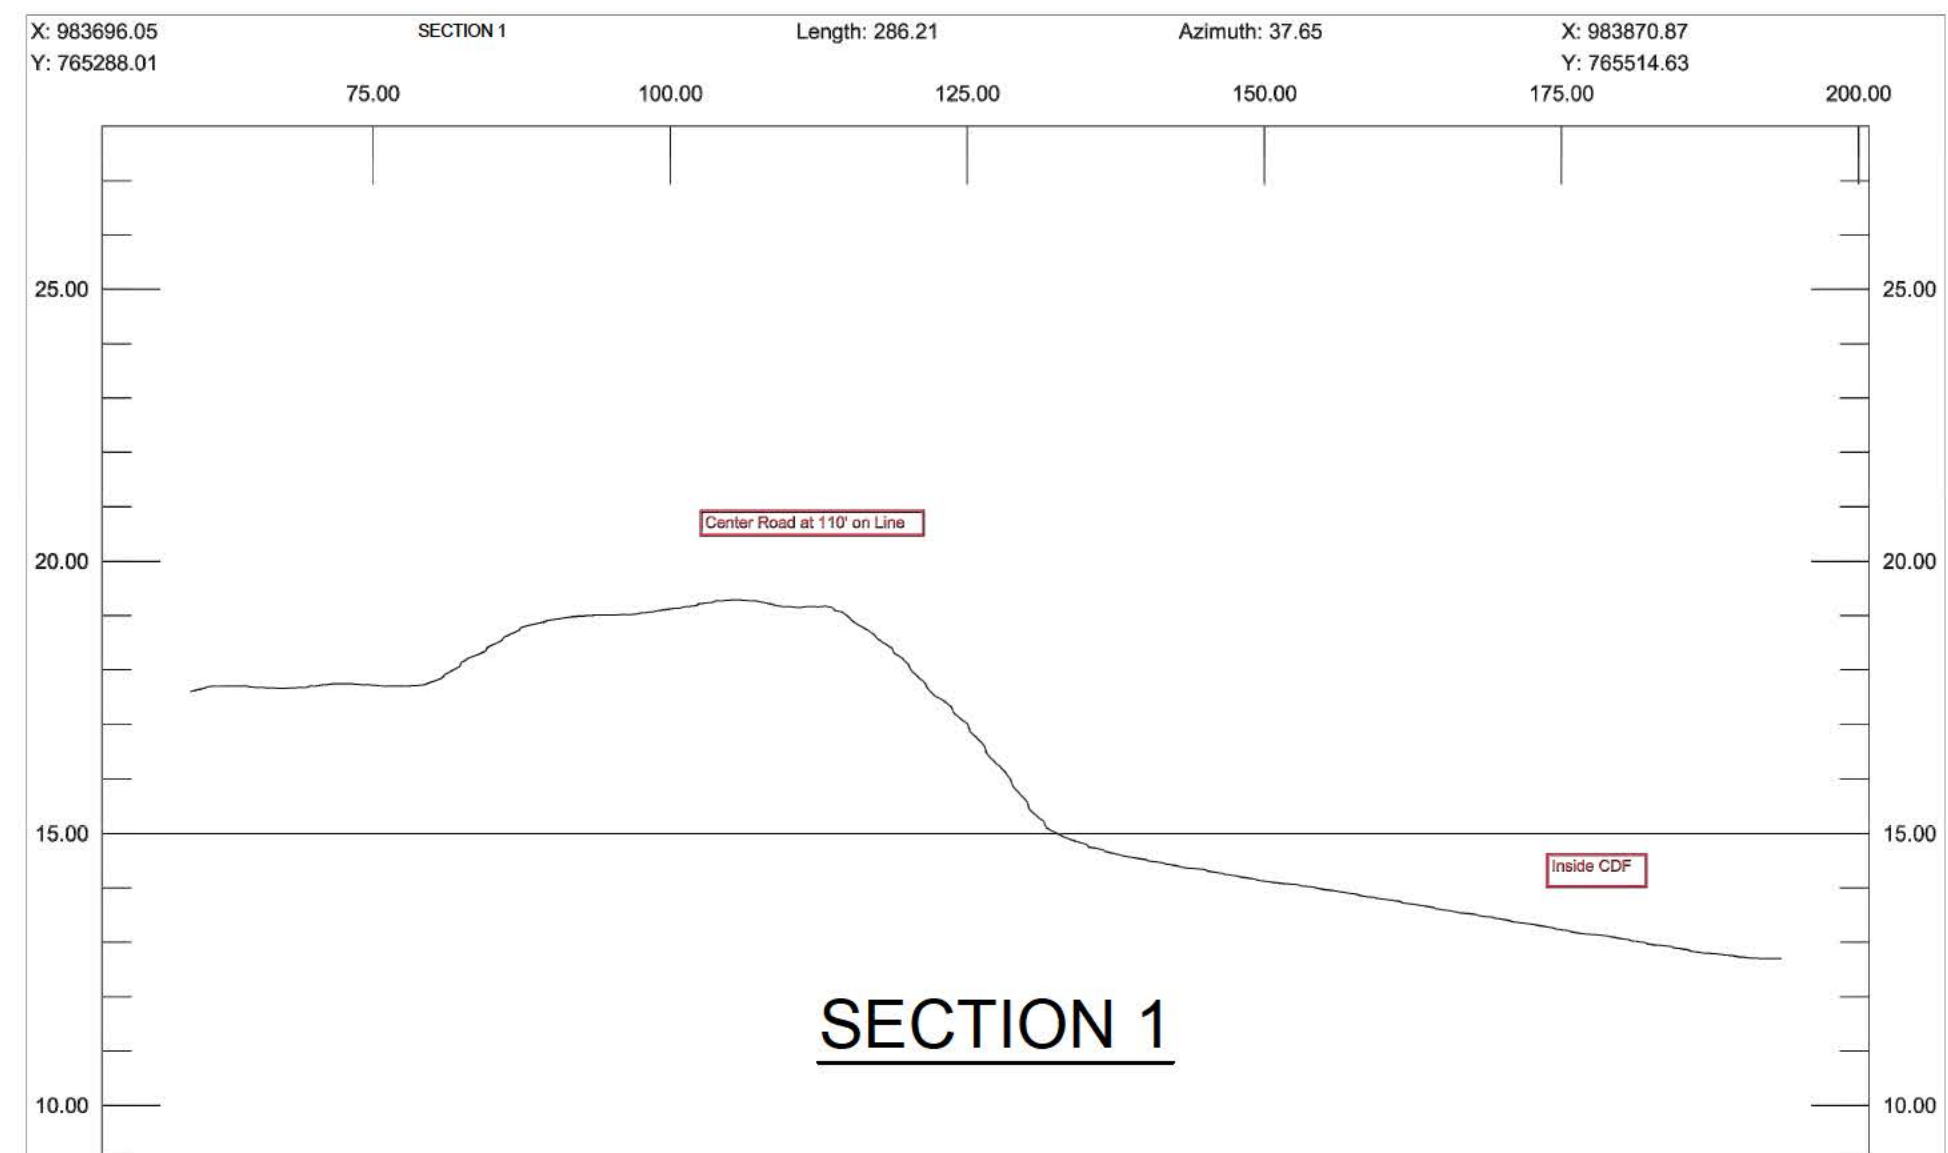 X: 983696.05 SECTION 1 Length: 286.21 Azimuth: 37.65 X: 983870.87
Y: 765288.01 Y: 765514.63
75.00 100.00 125.00 150.00 175.00 200.00
25.00 25.00
Center Road at 110' on Line
20.00 20.00
15.00 15.00
Inside CDF
SECTION 1
10.00 10.00